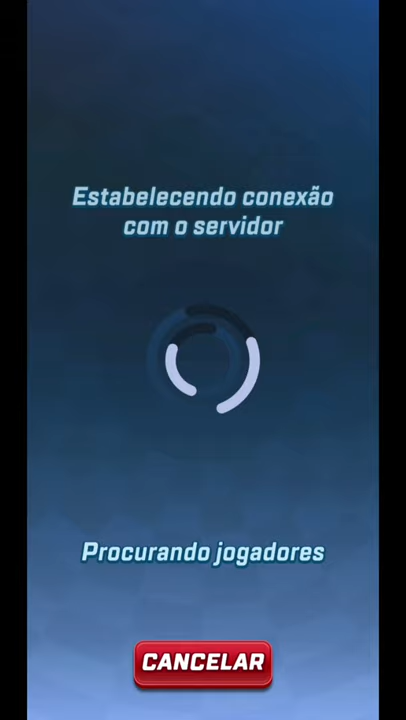 Estabelecendo conexão
com o servidor
Procurando jogadores
CANCELAR